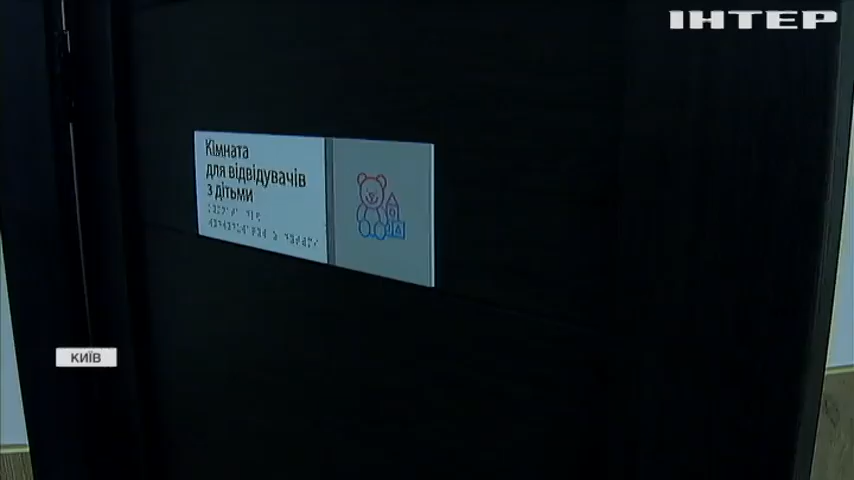 ІНТЕР
Кімната
для відвідувачів
з дітьми
КИЇВ